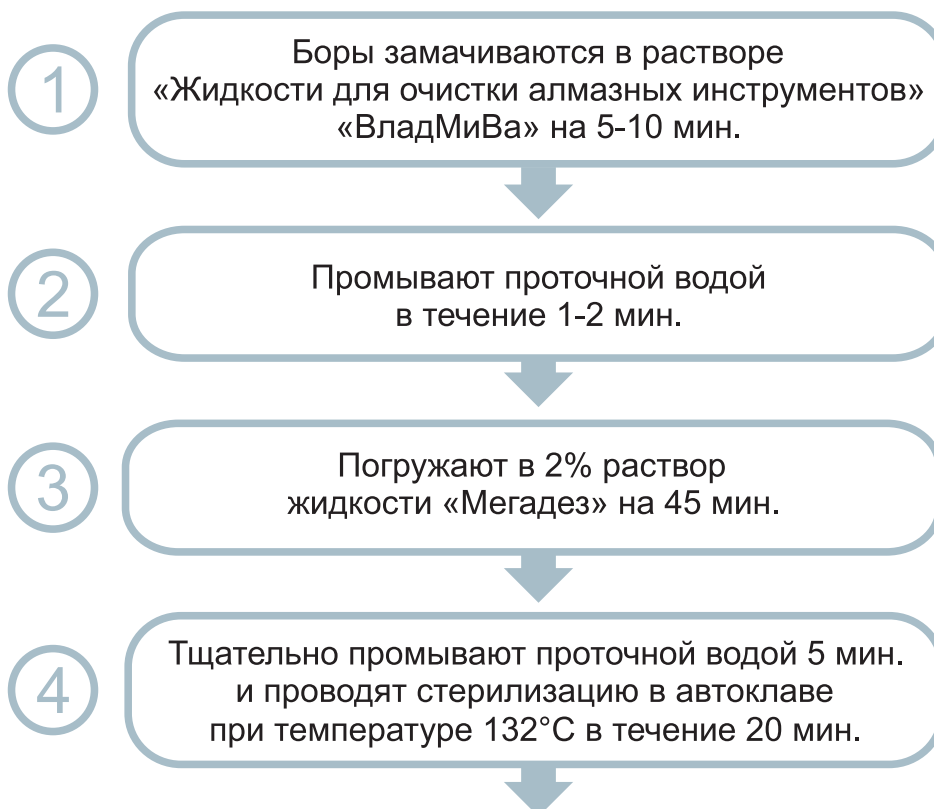 1
Боры замачиваются в растворе
«Жидкости для очистки алмазных инструментов»
«ВладМиВа» на 5-10 мин.
2
Промывают проточной водой
в течение 1-2 мин.
3
Погружают в 2% раствор
жидкости «Мегадез» на 45 мин.
4
Тщательно промывают проточной водой 5 мин.
и проводят стерилизацию в автоклаве
при температуре 132°С в течение 20 мин.